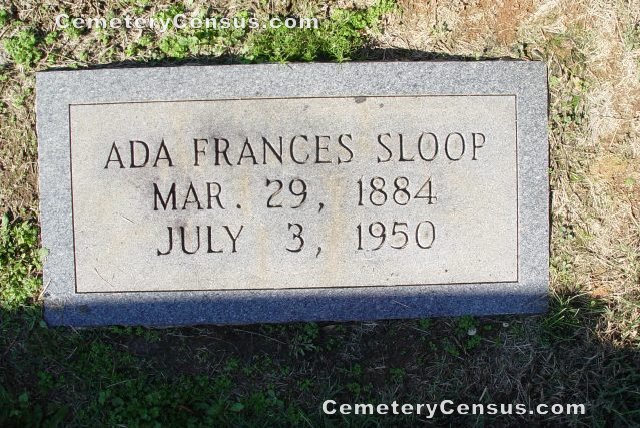 CemeteryCensus.com
ADA FRANCES SLOOP
MAR. 29, 1884
JULY 3, 1950
CemeteryCensus.com